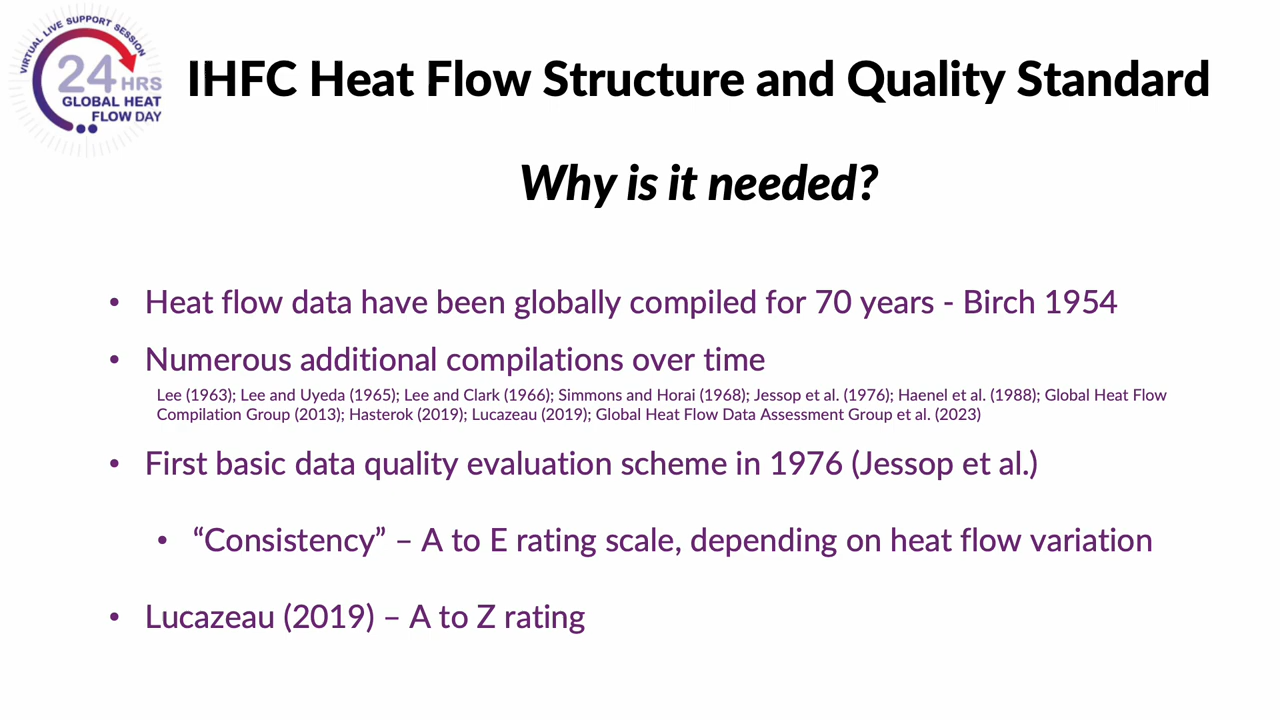 VIRTUAL LIVE SUPPORT SESSION
24 HRS
GLOBAL HEAT
FLOW DAY
IHFC Heat Flow Structure and Quality Standard
Why is it needed?
• Heat flow data have been globally compiled for 70 years - Birch 1954
• Numerous additional compilations over time
Lee (1963); Lee and Uyeda (1965); Lee and Clark (1966); Simmons and Horai (1968); Jessop et al. (1976); Haenel et al. (1988); Global Heat Flow
Compilation Group (2013); Hasterok (2019); Lucazeau (2019); Global Heat Flow Data Assessment Group et al. (2023)
• First basic data quality evaluation scheme in 1976 (Jessop et al.)
• “Consistency” – A to E rating scale, depending on heat flow variation
• Lucazeau (2019) – A to Z rating